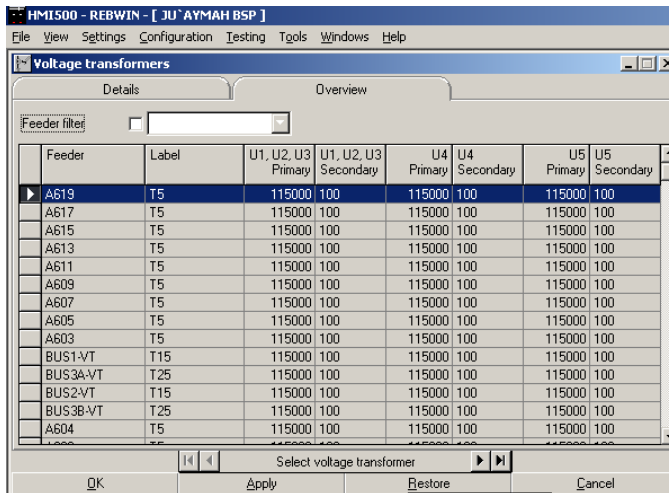 HMI500 - REBWIN - [ JU`AYMAH BSP ]
File View Settings Configuration Testing Tools Windows Help
Voltage transformers
Details Overview
Feeder filter
Feeder Label U1, U2, U3 Primary U1, U2, U3 Secondary U4 Primary U4 Secondary U5 Primary U5 Secondary
A619 T5 115000 100 115000 100 115000 100
A617 T5 115000 100 115000 100 115000 100
A615 T5 115000 100 115000 100 115000 100
A613 T5 115000 100 115000 100 115000 100
A611 T5 115000 100 115000 100 115000 100
A609 T5 115000 100 115000 100 115000 100
A607 T5 115000 100 115000 100 115000 100
A605 T5 115000 100 115000 100 115000 100
A603 T5 115000 100 115000 100 115000 100
BUS1-VT T15 115000 100 115000 100 115000 100
BUS3A-VT T25 115000 100 115000 100 115000 100
BUS2-VT T15 115000 100 115000 100 115000 100
BUS3B-VT T25 115000 100 115000 100 115000 100
A604 T5 115000 100 115000 100 115000 100
Select voltage transformer
OK Apply Restore Cancel